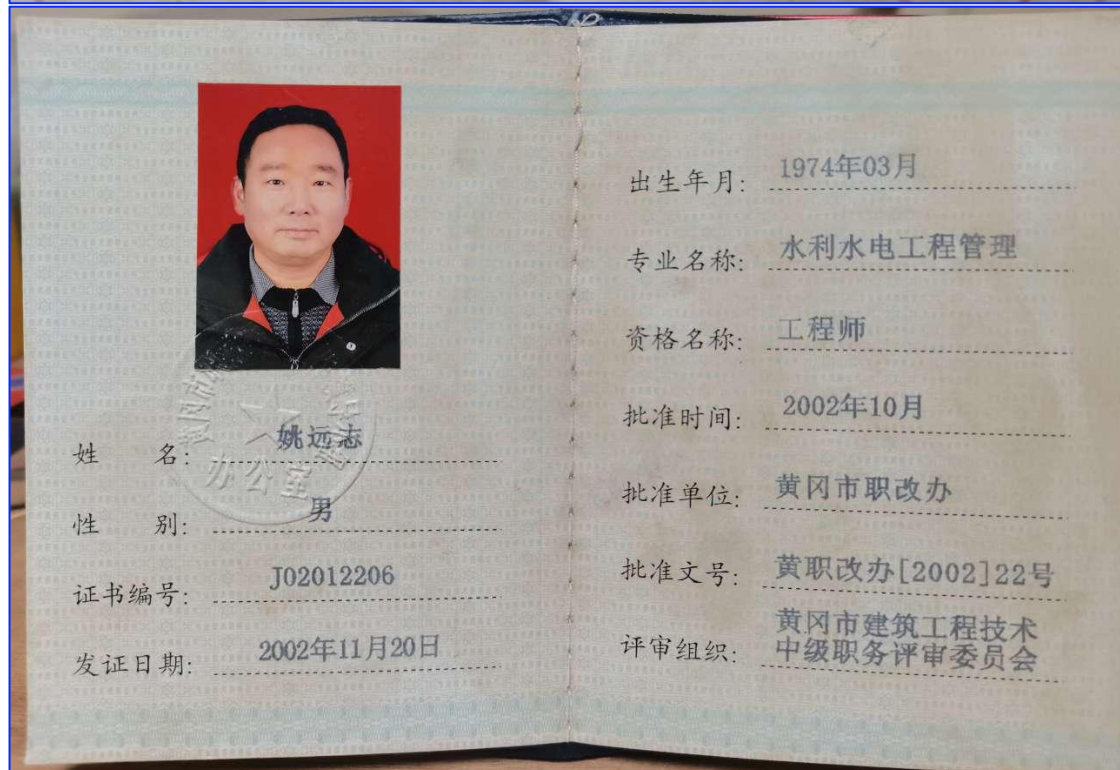 姓 名: 姚远志
性 别: 男
证书编号: J02012206
发证日期: 2002年11月20日
办公室
出生年月: 1974年03月
专业名称: 水利水电工程管理
资格名称: 工程师
批准时间: 2002年10月
批准单位: 黄冈市职改办
批准文号: 黄职改办[2002]22号
评审组织: 黄冈市建筑工程技术
中级职务评审委员会